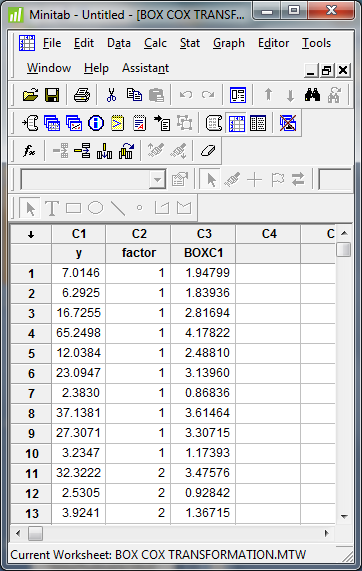 Minitab - Untitled - [BOX COX TRANSF...
File Edit Data Calc Stat Graph Editor Tools
Window Help Assistant
C1 C2 C3 C4 C
y factor BOXC1
1 7.0146 1 1.94799
2 6.2925 1 1.83936
3 16.7255 1 2.81694
4 65.2498 1 4.17822
5 12.0384 1 2.48810
6 23.0947 1 3.13960
7 2.3830 1 0.86836
8 37.1381 1 3.61464
9 27.3071 1 3.30715
10 3.2347 1 1.17393
11 32.3222 2 3.47576
12 2.5305 2 0.92842
13 3.9241 2 1.36715
Current Worksheet: BOX COX TRANSFORMATION.MTW